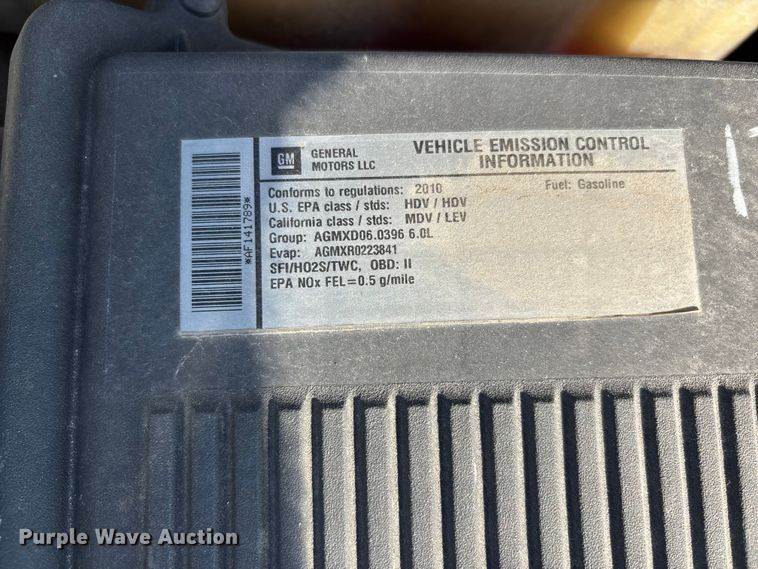 GM
GENERAL
MOTORS LLC
VEHICLE EMISSION CONTROL
INFORMATION
*AF141789*
Conforms to regulations: 2010 Fuel: Gasoline
U.S. EPA class / stds: HDV / HDV
California class / stds: MDV / LEV
Group: AGMXD06.0396 6.0L
Evap: AGMXR0223841
SFI/HO2S/TWC, OBD: II
EPA NOx FEL=0.5 g/mile
Purple Wave Auction